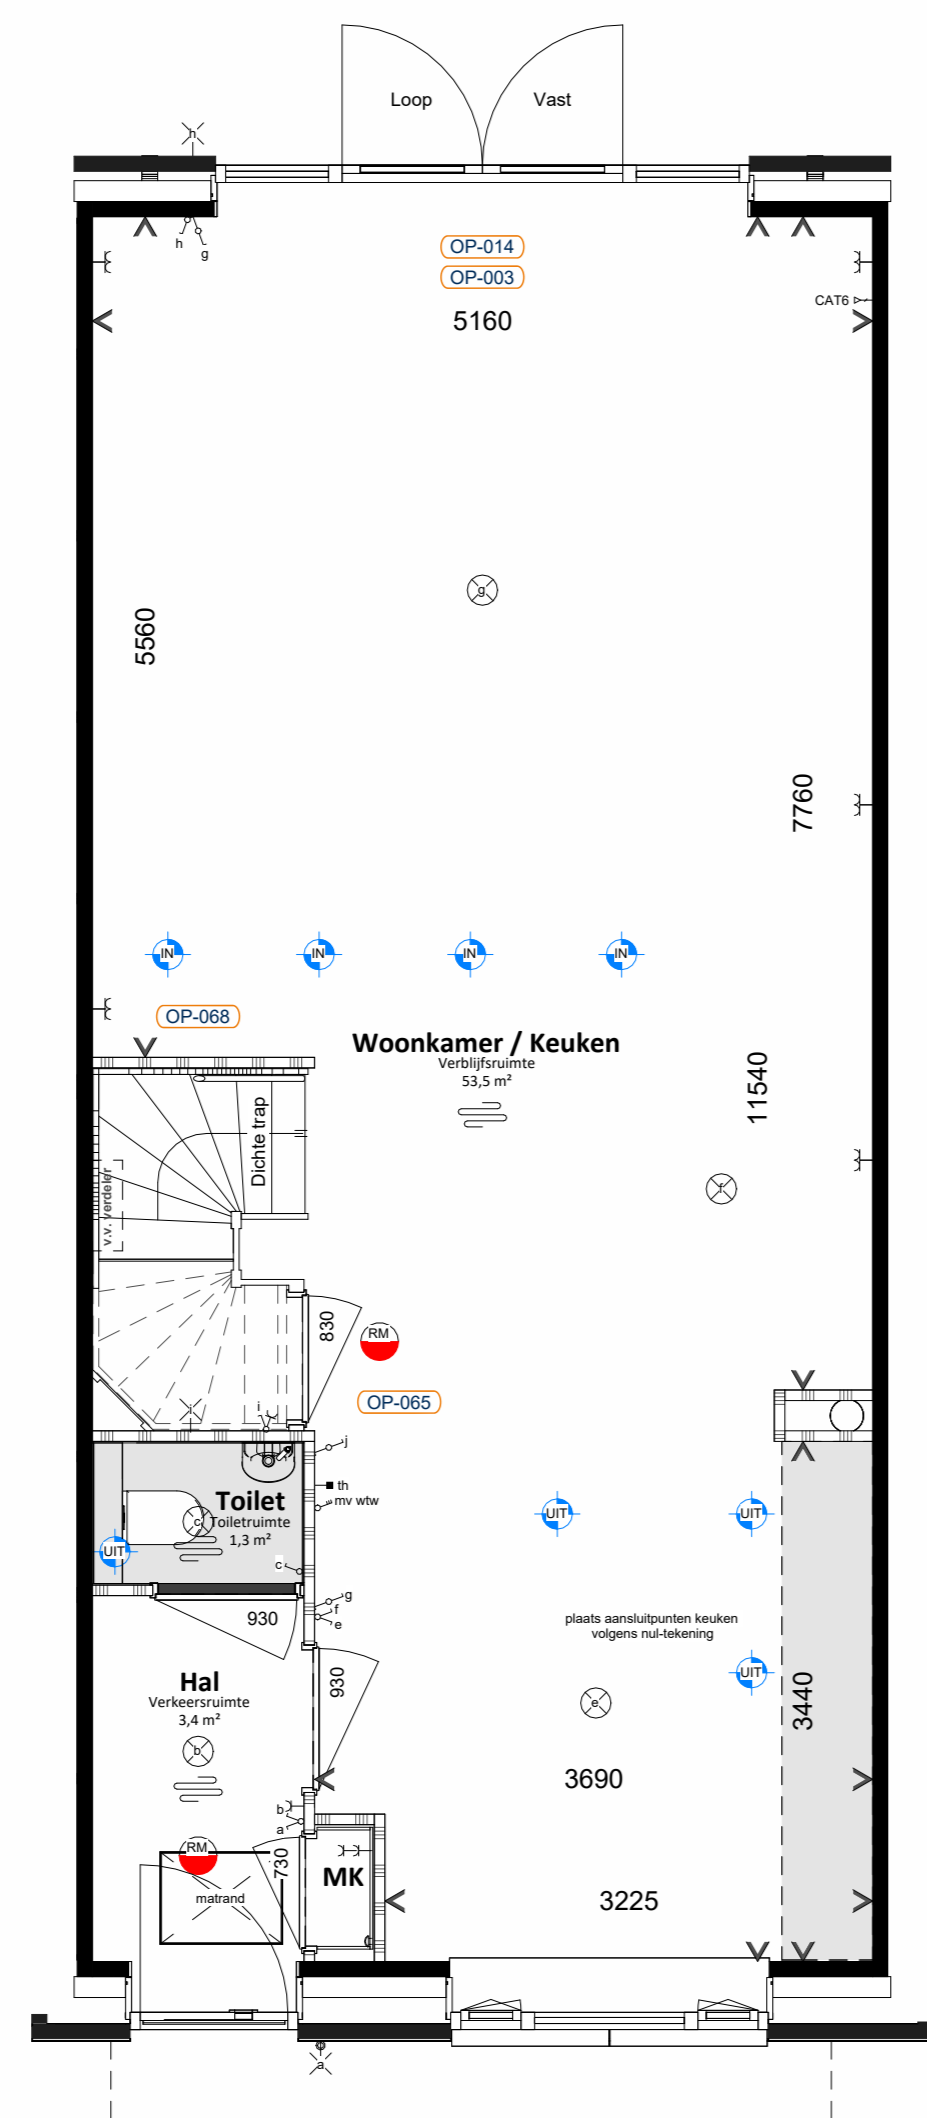 Loop
Vast
h
h
g
OP-014
OP-003
CAT6
5160
g
5560
7760
IN
IN
IN
IN
OP-068
Woonkamer / Keuken
Verblijfsruimte
53,5 m²
11540
Dichte trap
v.v. verdeler
f
830
RM
OP-065
i
i
j
th
mv wtw
Toilet
c
Toiletruimte
1,3 m²
UIT
UIT
UIT
c
g
f
e
930
plaats aansluitpunten keuken
volgens nul-tekening
930
UIT
Hal
Verkeersruimte
3,4 m²
e
3440
b
3690
b
a
RM
730
MK
matrand
3225
a